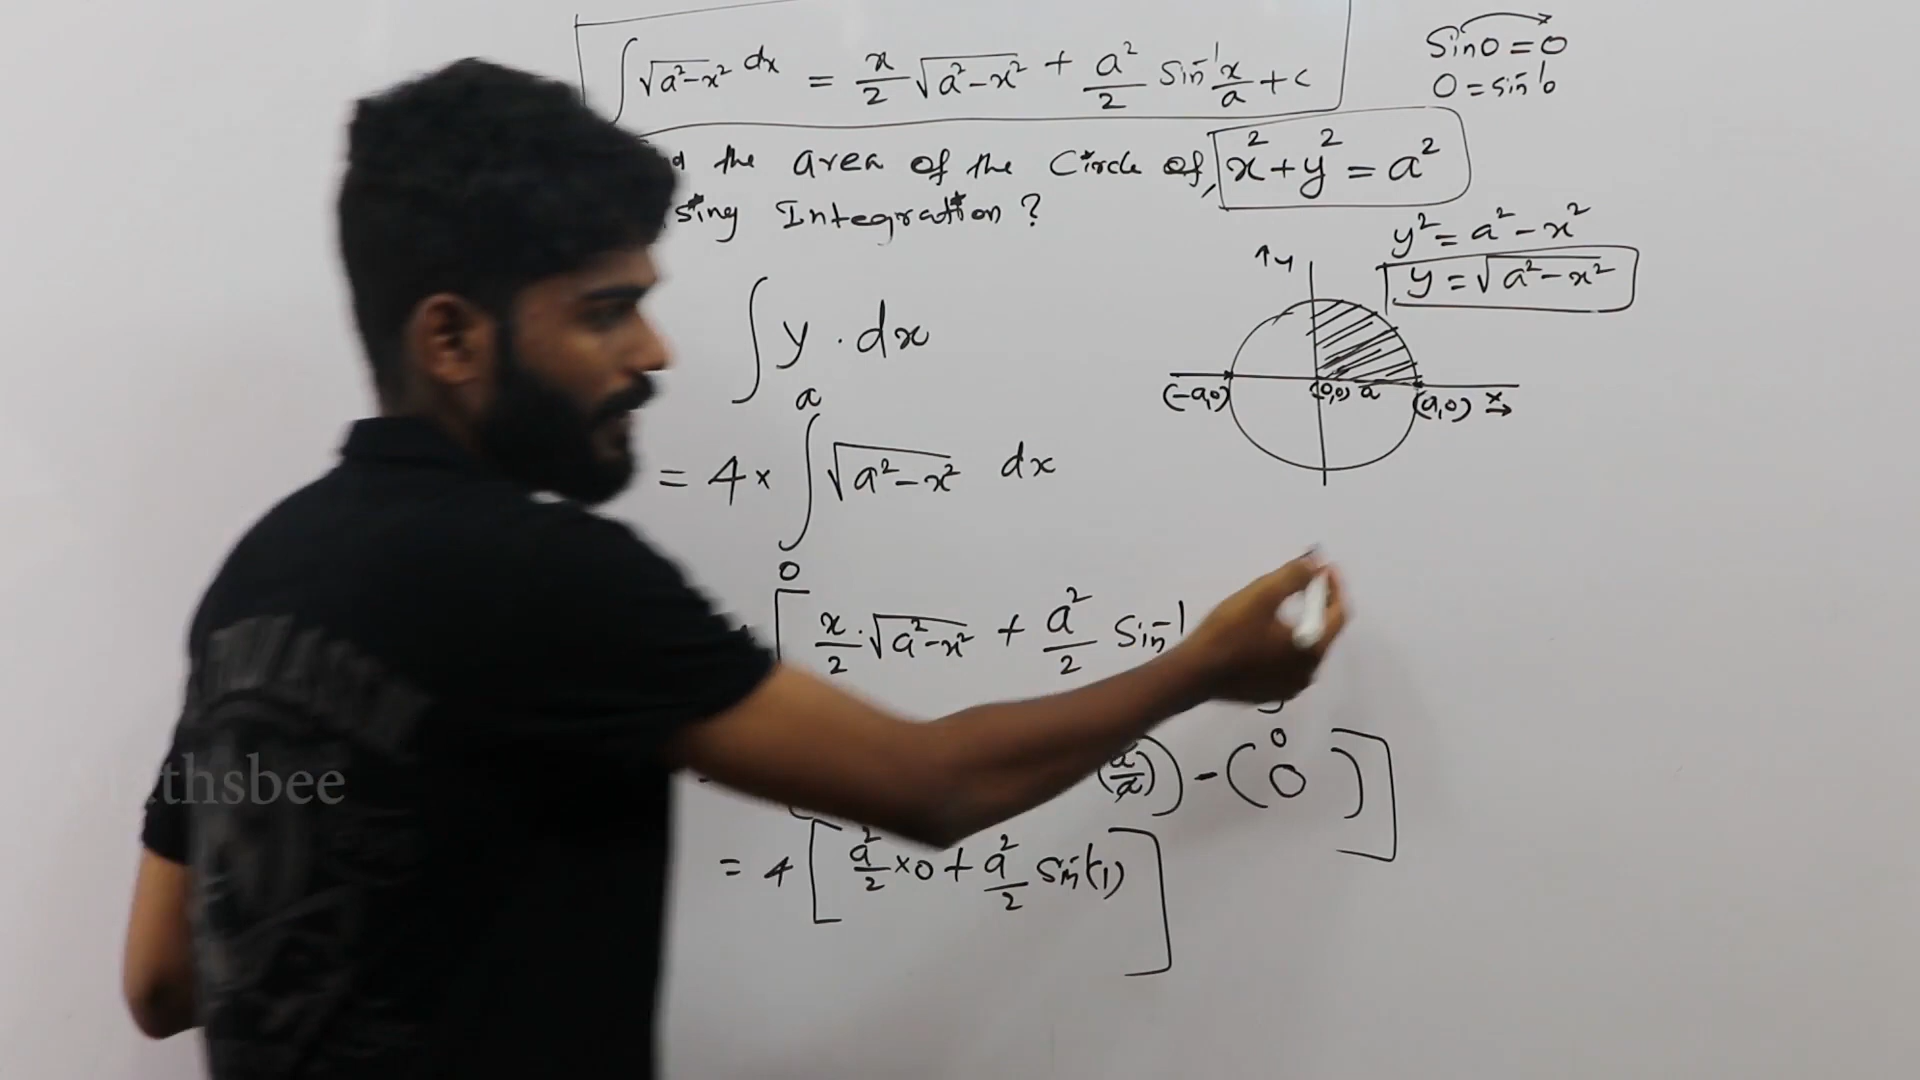 ∫√a²-x² dx = x/2 √a²-x² + a²/2 Sin⁻¹ x/a + c
Sin0 = 0
0 = sin⁻¹0
the area of the Circle of, x²+y² = a²
Integration?
y² = a²-x²
y = √a²-x²
∫y.dx
= 4× ∫₀ᵃ √a²-x² dx
↑y
(-a,0) (0,0) a (a,0) x→
[x/2.√a²-x² + a²/2 Sin⁻¹
(a/a)) - (0 0)]
= 4[a²/2×0 + a²/2 sin⁻¹(1)]
thsbee